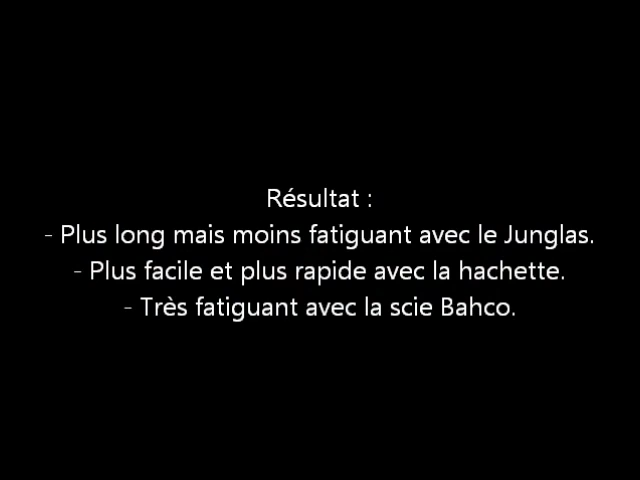 Résultat :
- Plus long mais moins fatiguant avec le Junglas.
- Plus facile et plus rapide avec la hachette.
- Très fatiguant avec la scie Bahco.